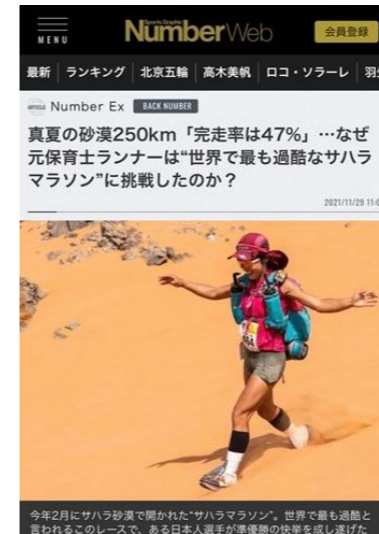 MENU
Sports Graphic
NumberWeb
会員登録
最新 ランキング 北京五輪 高木美帆 ロコ・ソラーレ
ARTICLE Number Ex BACK NUMBER
真夏の砂漠250km「完走率は47%」…なぜ
元保育士ランナーは“世界で最も過酷なサハラ
マラソン”に挑戦したのか？
2021/11/29
今年2月にサハラ砂漠で開かれた“サハラマラソン”。世界で最も過酷と
言われるこのレースで、ある日本人選手が準優勝の快挙を成し遂げた